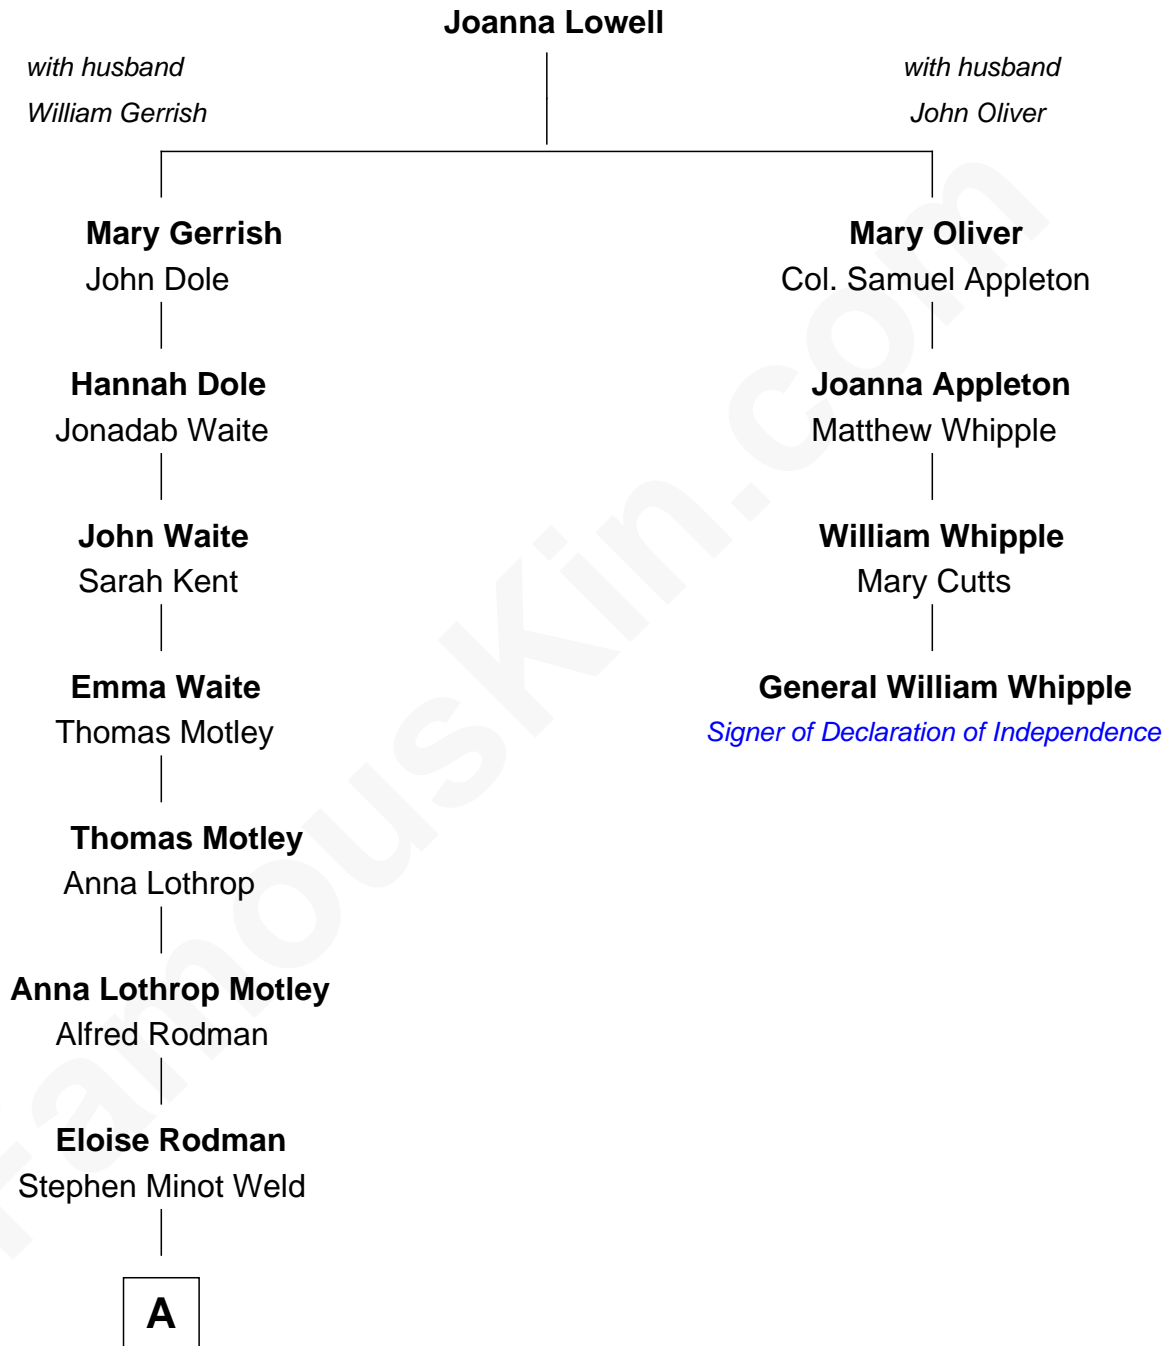 Joanna Lowell
with husband
William Gerrish
with husband
John Oliver
Mary Gerrish
John Dole
Mary Oliver
Col. Samuel Appleton
Hannah Dole
Jonadab Waite
Joanna Appleton
Matthew Whipple
John Waite
Sarah Kent
William Whipple
Mary Cutts
Emma Waite
Thomas Motley
General William Whipple
Signer of Declaration of Independence
Thomas Motley
Anna Lothrop
Anna Lothrop Motley
Alfred Rodman
Eloise Rodman
Stephen Minot Weld
A
FamousKin.com